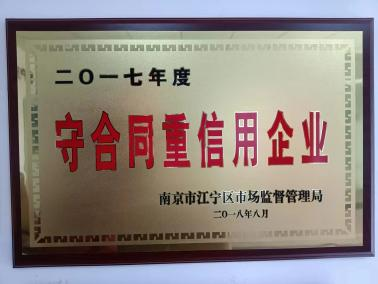 二〇一七年度
守合同重信用企业
南京市江宁区市场监督管理局
二〇一八年八月